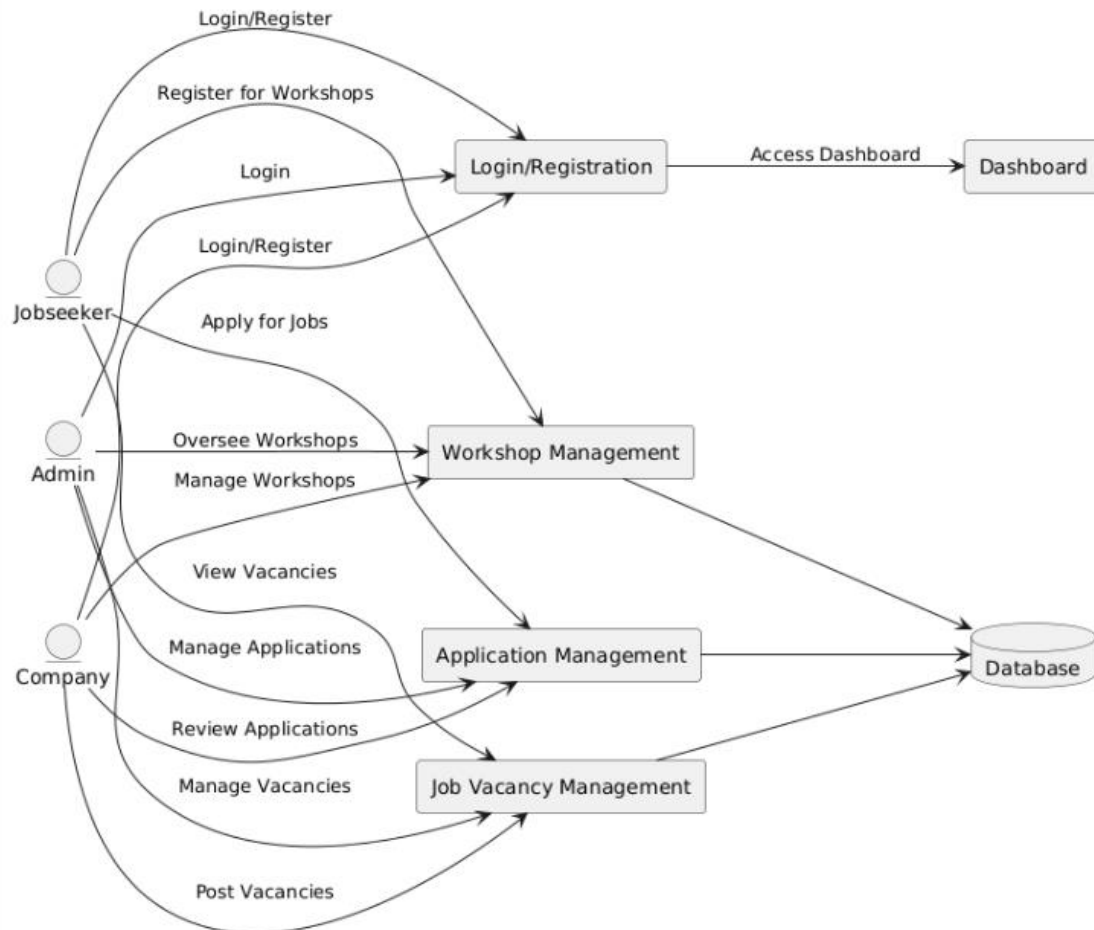 Login/Register
Register for Workshops
Login/Registration
Access Dashboard
Dashboard
Login
Login/Register
Jobseeker
Apply for Jobs
Oversee Workshops
Workshop Management
Admin
Manage Workshops
View Vacancies
Manage Applications
Application Management
Database
Company
Review Applications
Manage Vacancies
Job Vacancy Management
Post Vacancies